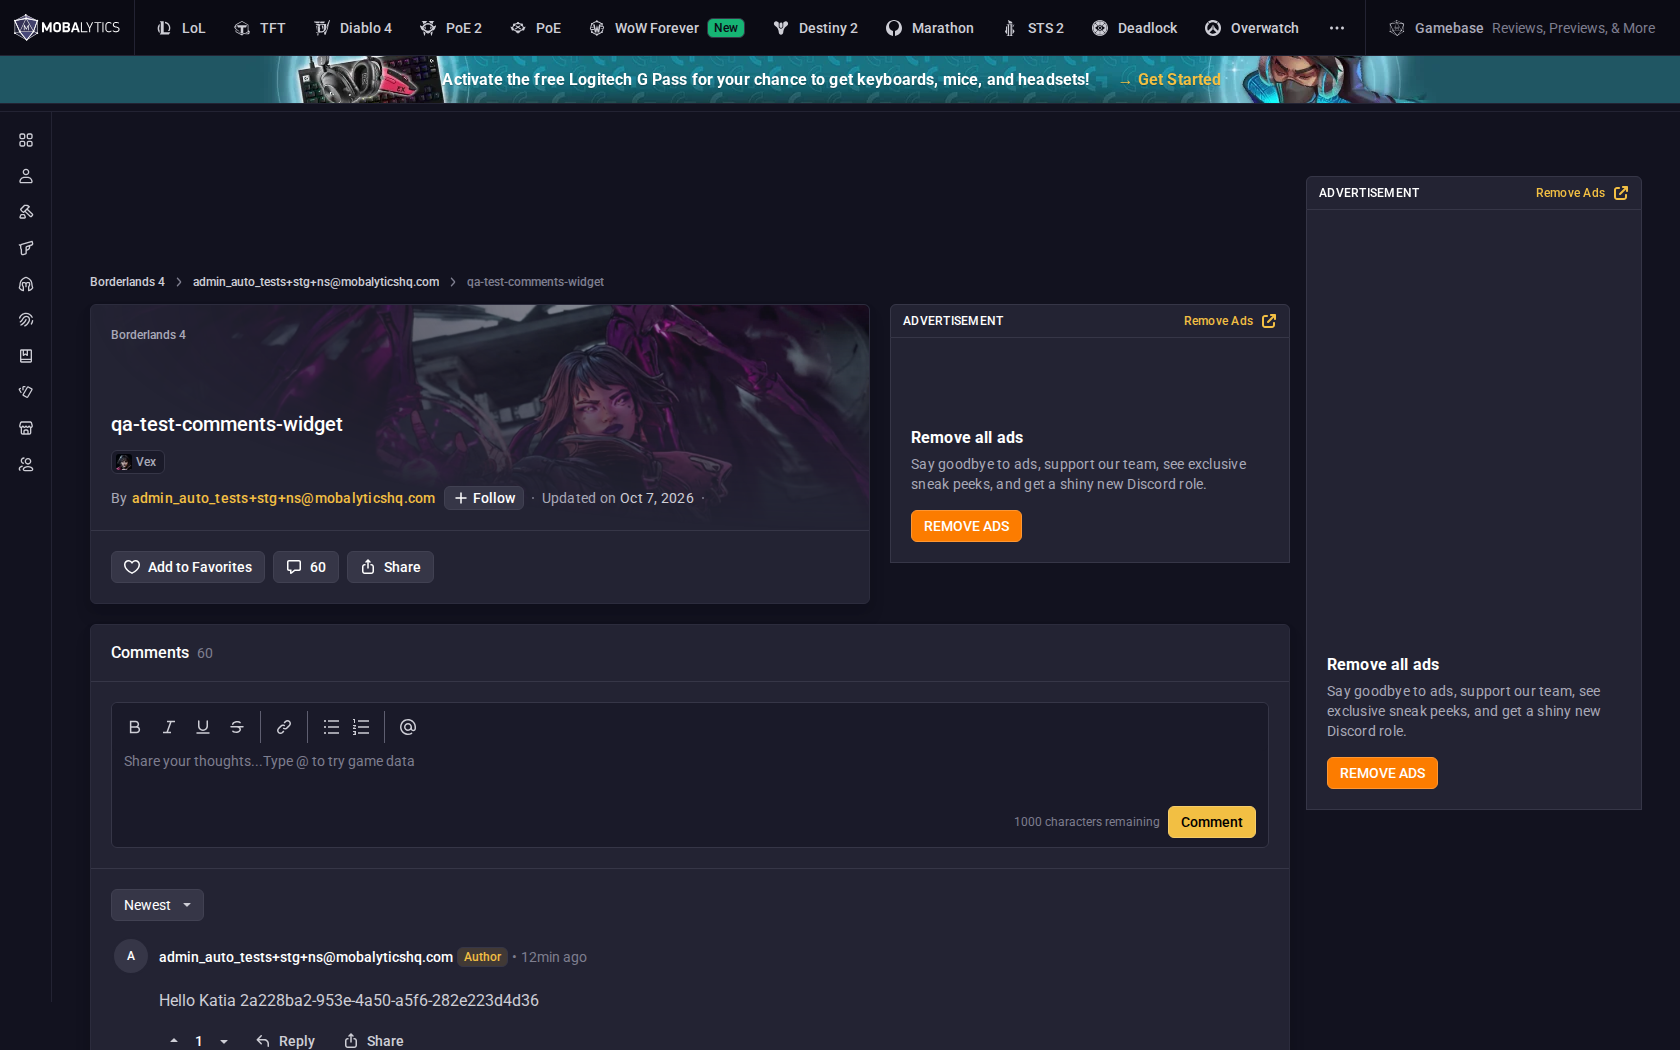 MOBALYTICS
LoL
TFT
Diablo 4
PoE 2
PoE
WoW Forever New
Destiny 2
Marathon
STS 2
Deadlock
Overwatch
Gamebase Reviews, Previews, & More
Activate the free Logitech G Pass for your chance to get keyboards, mice, and headsets! → Get Started
ADVERTISEMENT Remove Ads
Borderlands 4 > admin_auto_tests+stg+ns@mobalyticshq.com > qa-test-comments-widget
Borderlands 4
qa-test-comments-widget
Vex
By admin_auto_tests+stg+ns@mobalyticshq.com + Follow · Updated on Oct 7, 2026 ·
Add to Favorites 60 Share
ADVERTISEMENT Remove Ads
Remove all ads
Say goodbye to ads, support our team, see exclusive
sneak peeks, and get a shiny new Discord role.
REMOVE ADS
Comments 60
Share your thoughts...Type @ to try game data
1000 characters remaining Comment
Remove all ads
Say goodbye to ads, support our team, see
exclusive sneak peeks, and get a shiny new
Discord role.
REMOVE ADS
Newest
A
admin_auto_tests+stg+ns@mobalyticshq.com Author • 12min ago
Hello Katia 2a228ba2-953e-4a50-a5f6-282e223d4d36
1 Reply Share